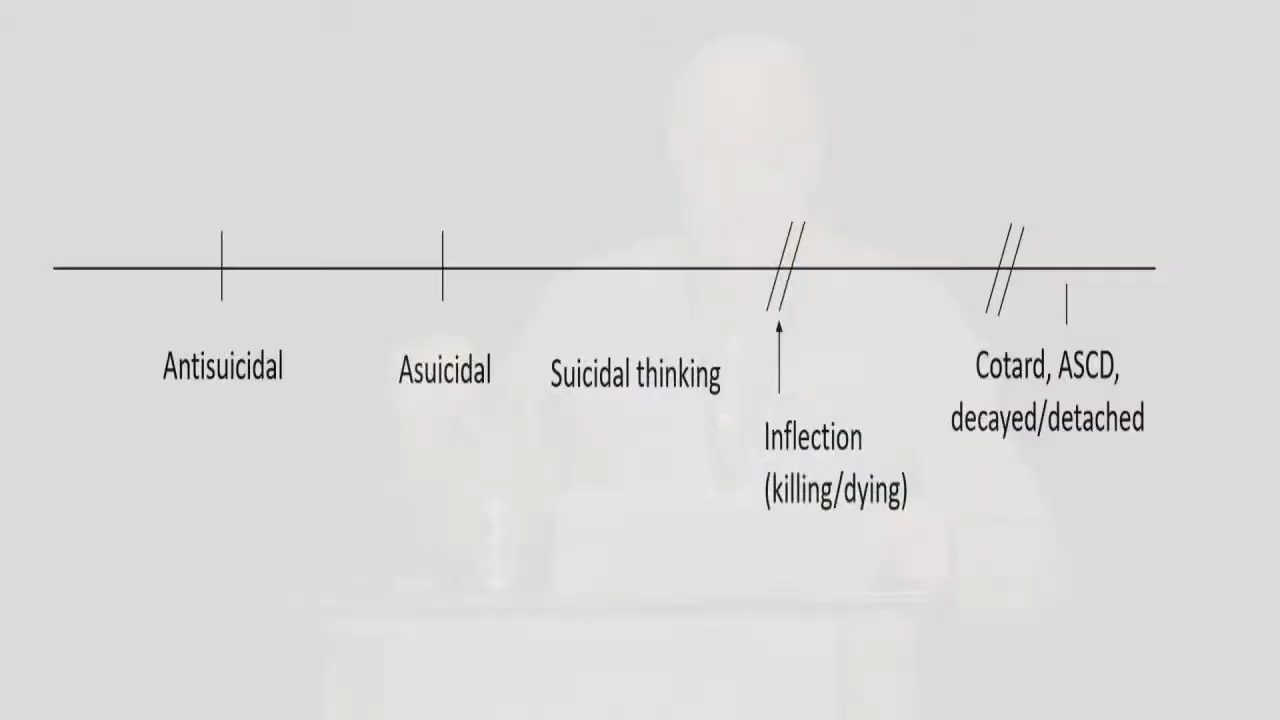 Antisuicidal
Asuicidal
Suicidal thinking
Inflection
(killing/dying)
Cotard, ASCD,
decayed/detached